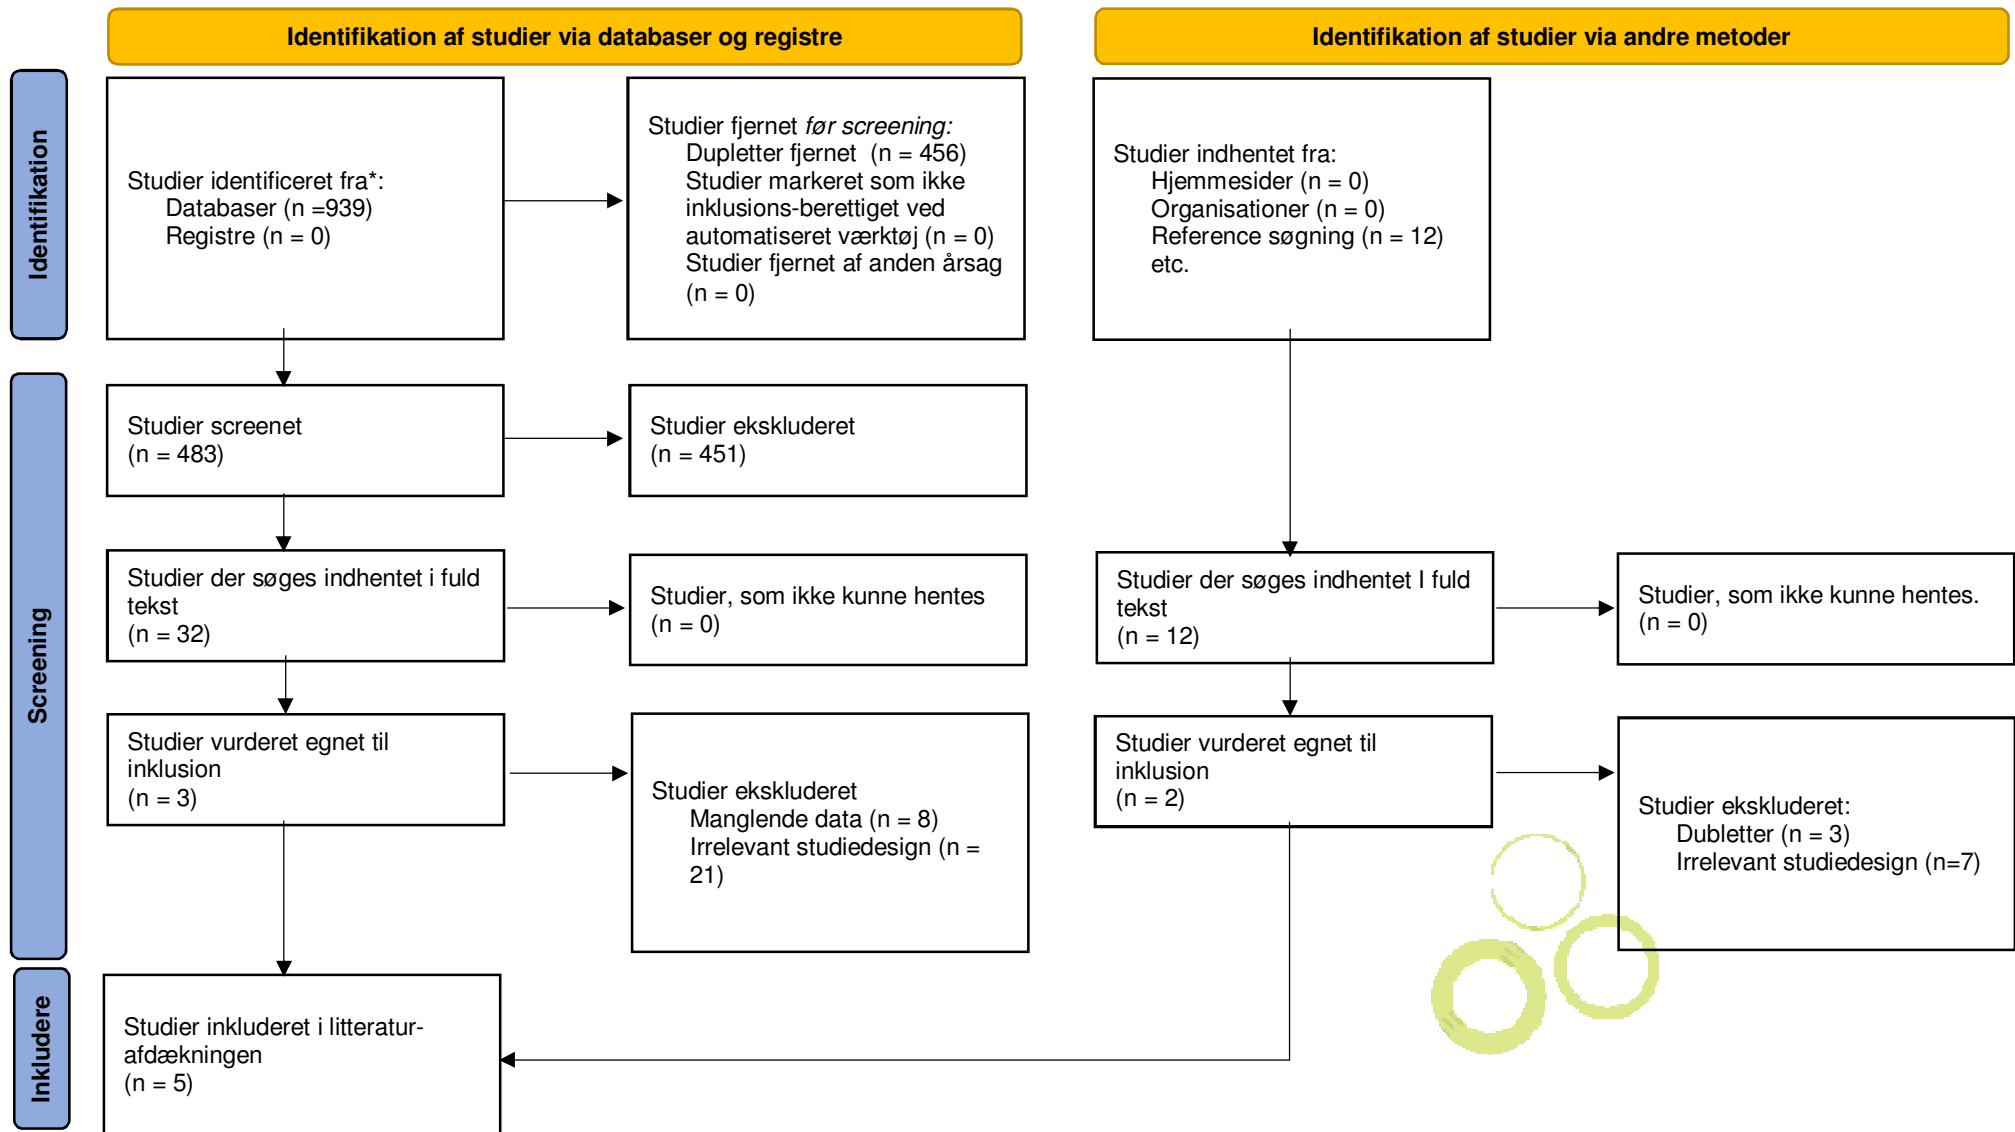 Identifikation af studier via databaser og registre
Identifikation af studier via andre metoder
Identifikation
Studier identificeret fra*:
Databaser (n =939)
Registre (n = 0)
Studier fjernet før screening:
Dupletter fjernet  (n = 456)
Studier markeret som ikke
inklusions-berettiget ved
automatiseret værktøj (n = 0)
Studier fjernet af anden årsag
(n = 0)
Studier indhentet fra:
Hjemmesider (n = 0)
Organisationer (n = 0)
Reference søgning (n = 12)
etc.
Screening
Studier screenet
(n = 483)
Studier ekskluderet
(n = 451)
Studier der søges indhentet i fuld
tekst
(n = 32)
Studier, som ikke kunne hentes
(n = 0)
Studier der søges indhentet I fuld
tekst
(n = 12)
Studier, som ikke kunne hentes.
(n = 0)
Studier vurderet egnet til
inklusion
(n = 3)
Studier ekskluderet
Manglende data (n = 8)
Irrelevant studiedesign (n =
21)
Studier vurderet egnet til
inklusion
(n = 2)
Studier ekskluderet:
Dubletter (n = 3)
Irrelevant studiedesign (n=7)
Inkludere
Studier inkluderet i litteratur-
afdækningen
(n = 5)